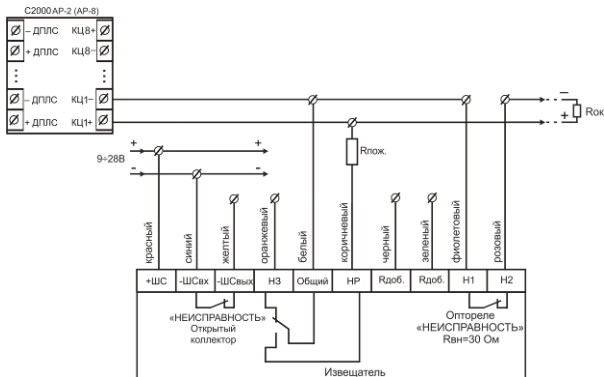 С2000 АР-2 (АР-8)
– ДПЛС КЦ8+
+ ДПЛС КЦ8–
– ДПЛС КЦ1–
+ ДПЛС КЦ1+
–
+
Rок
Rпож.
+ +
9÷28В
- -
красный
синий
желтый
оранжевый
белый
коричневый
черный
зеленый
фиолетовый
розовый
+ШС -ШСвх -ШСвых НЗ Общий НР Rдоб. Rдоб. Н1 Н2
«НЕИСПРАВНОСТЬ»
Открытый
коллектор
Оптореле
«НЕИСПРАВНОСТЬ»
Rвн=30 Ом
Извещатель